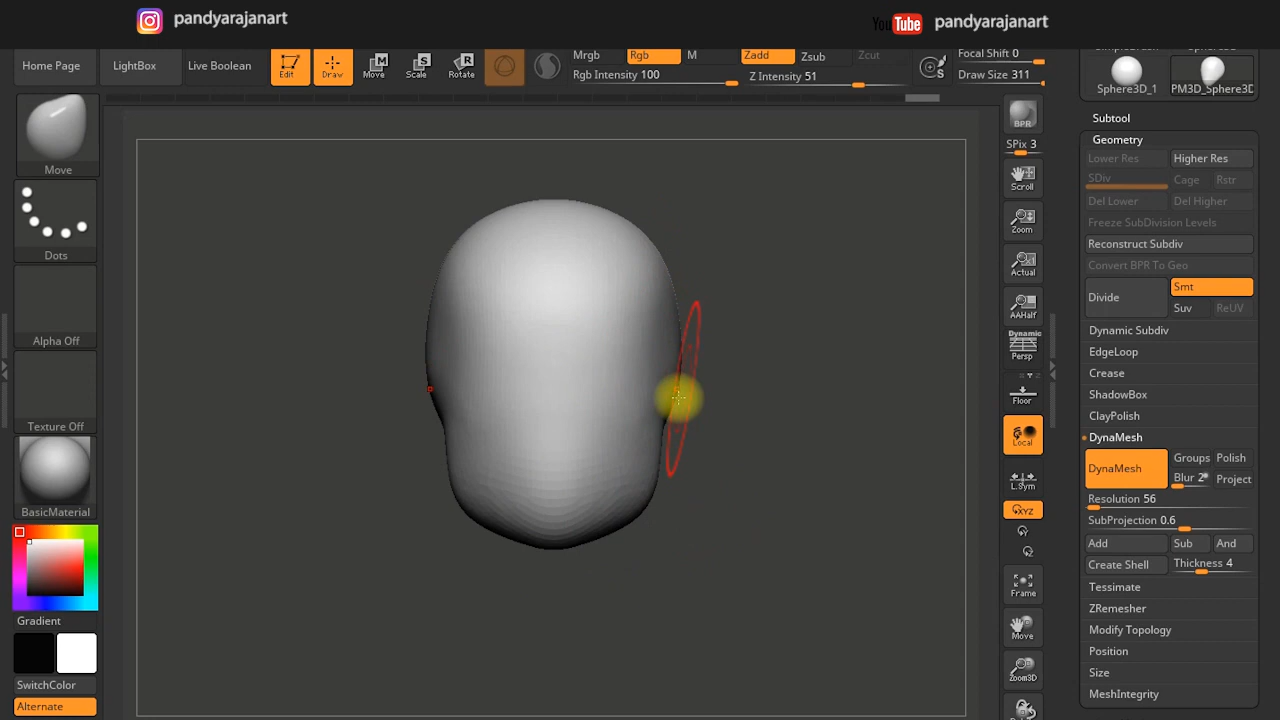 pandyarajanart
YouTube pandyarajanart
Home Page
LightBox
Live Boolean
Edit
Draw
Move
Scale
Rotate
Mrgb
Rgb
M
Rgb Intensity 100
Zadd
Zsub
Zcut
Z Intensity 51
Focal Shift 0
Draw Size 311
Move
Dots
Alpha Off
Texture Off
BasicMaterial
Gradient
SwitchColor
Alternate
BPR
SPix 3
Scroll
Zoom
Actual
AAHalf
Dynamic
Persp
Floor
Local
L.Sym
XYZ
Frame
Move
Zoom3D
Sphere3D_1
PM3D_Sphere3D
Subtool
Geometry
Lower Res
Higher Res
SDiv
Cage
Rstr
Del Lower
Del Higher
Freeze SubDivision Levels
Reconstruct Subdiv
Convert BPR To Geo
Divide
Smt
Suv
ReUV
Dynamic Subdiv
EdgeLoop
Crease
ShadowBox
ClayPolish
DynaMesh
DynaMesh
Groups
Polish
Blur 2
Project
Resolution 56
SubProjection 0.6
Add
Sub
And
Create Shell
Thickness 4
Tessimate
ZRemesher
Modify Topology
Position
Size
MeshIntegrity